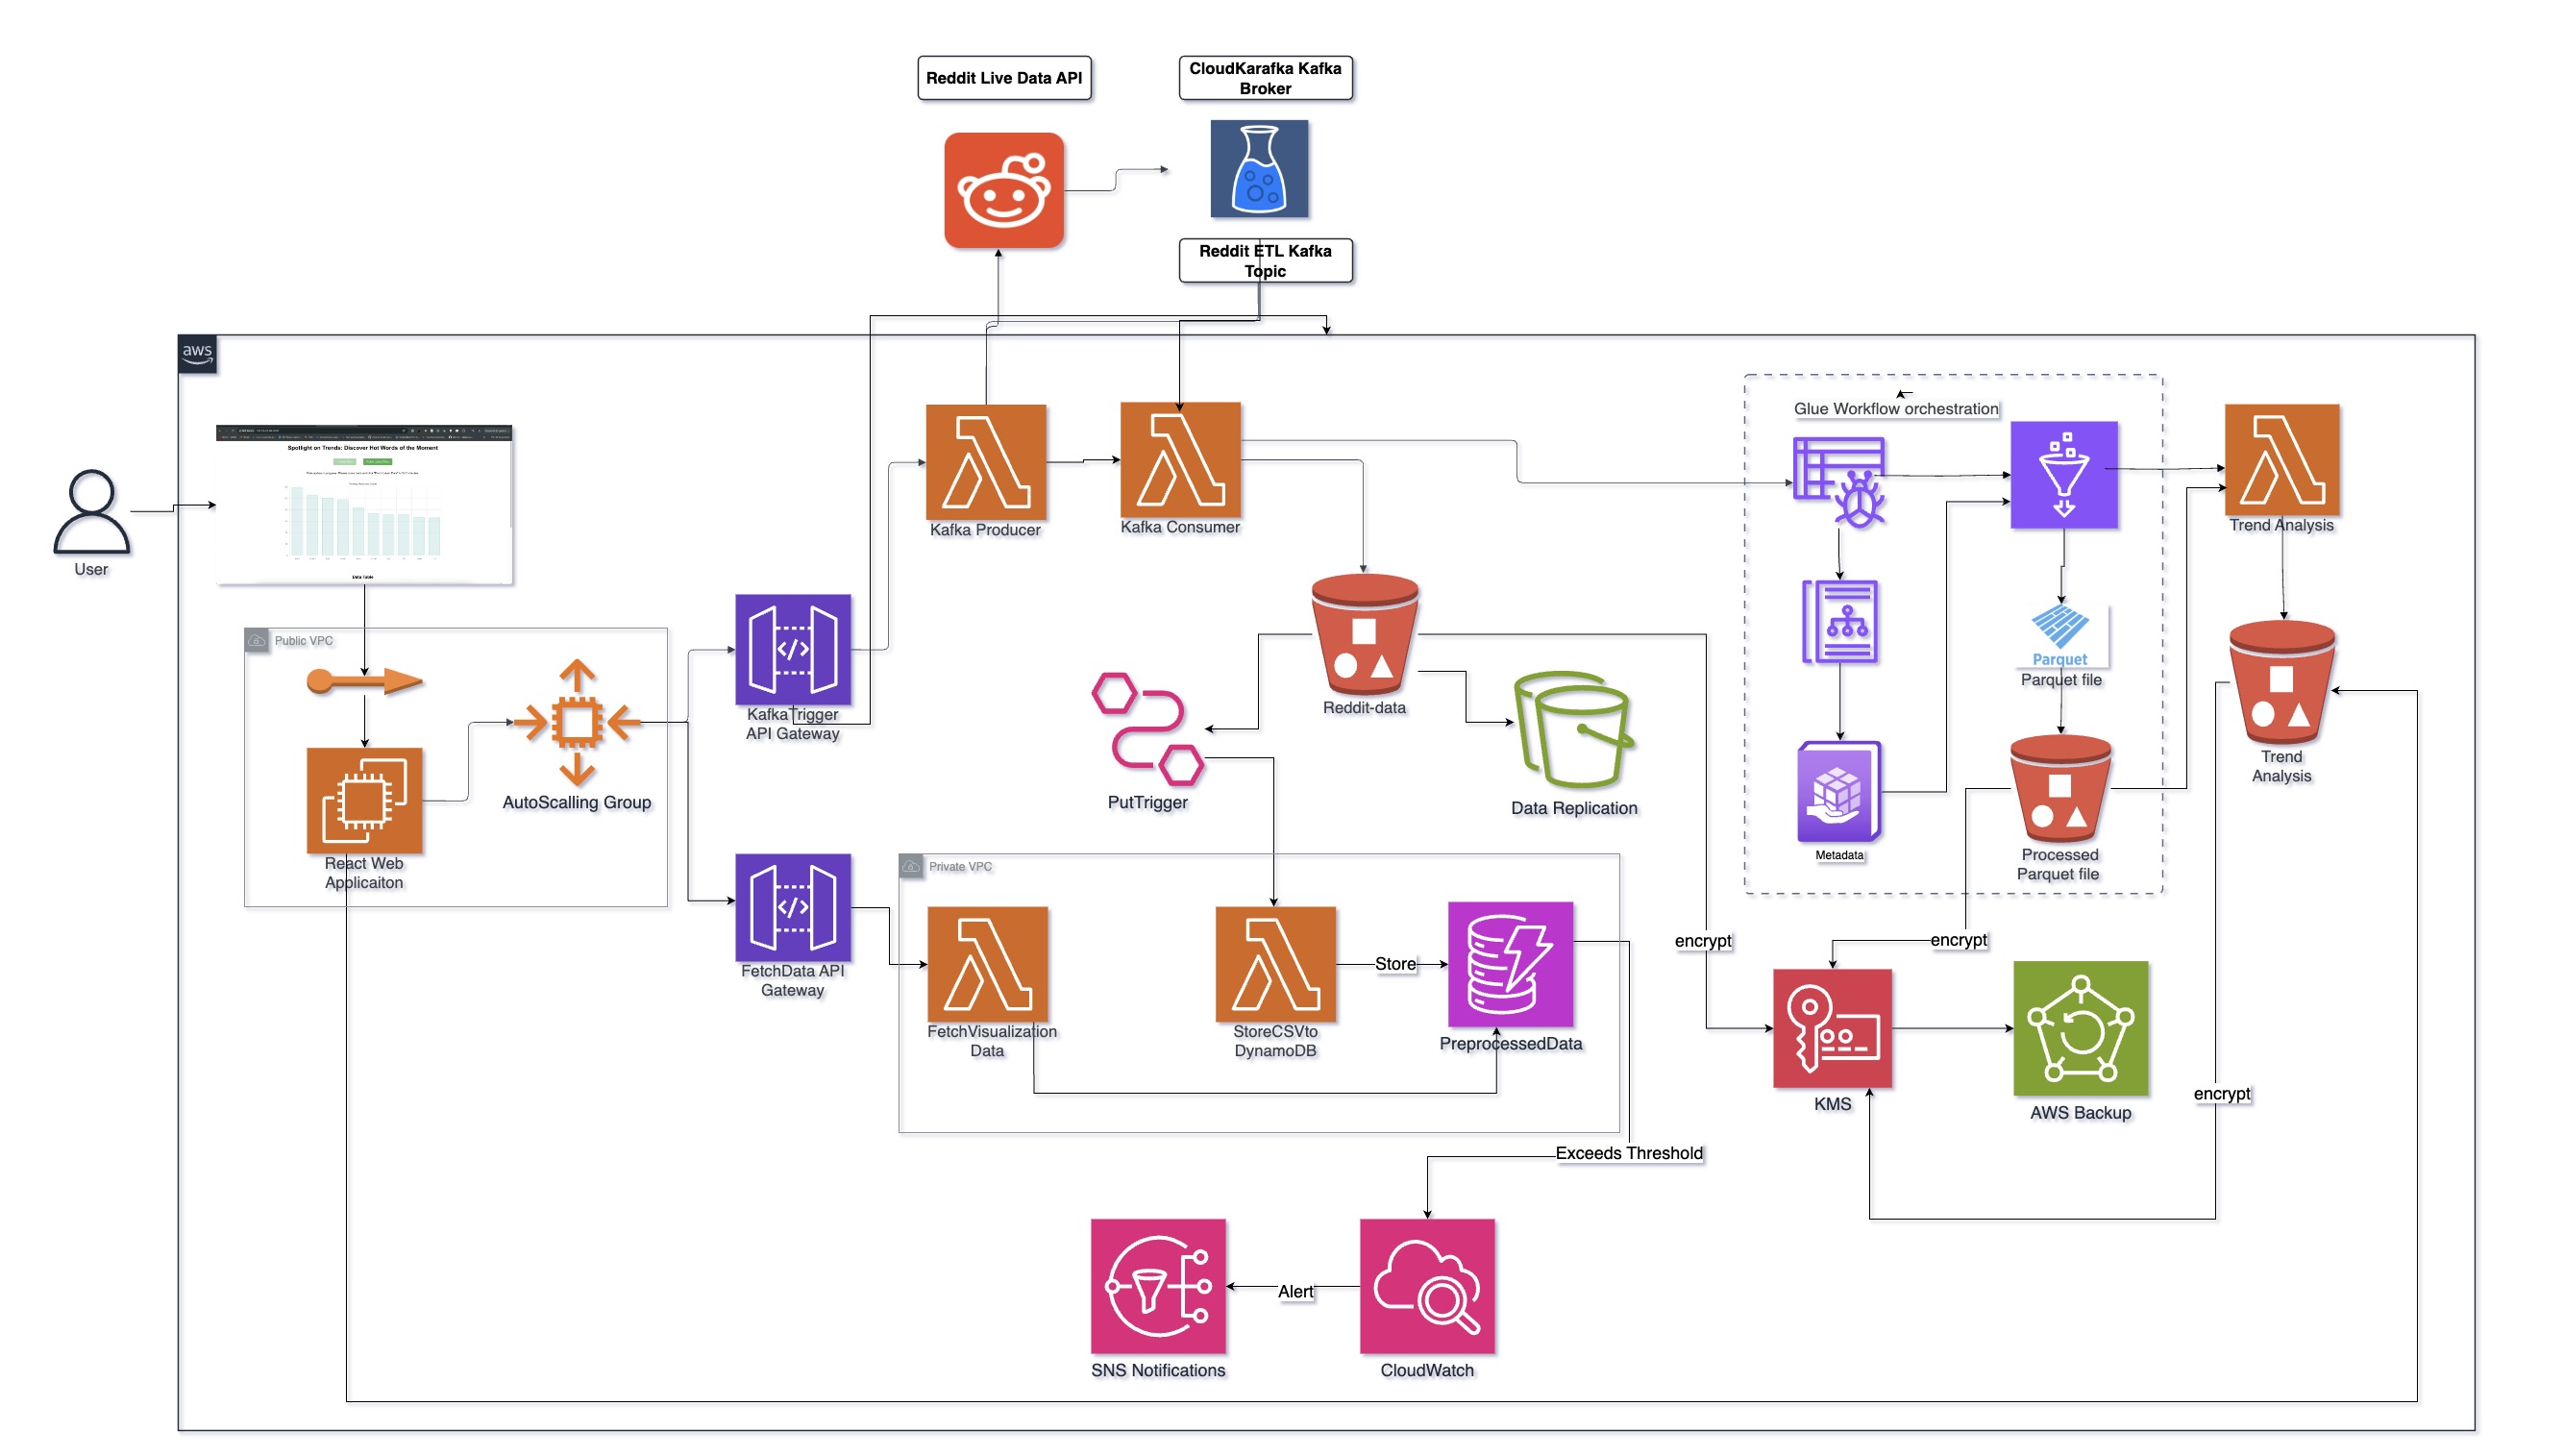 Reddit Live Data API
CloudKarafka Kafka
Broker
Reddit ETL Kafka
Topic
aws
Spotlight on Trends: Discover Hot Words of the Moment
Data Table
User
Public VPC
React Web
Applicaiton
AutoScalling Group
KafkaTrigger
API Gateway
FetchData API
Gateway
Kafka Producer
Kafka Consumer
Reddit-data
PutTrigger
Data Replication
Private VPC
FetchVisualization
Data
StoreCSVto
DynamoDB
Store
PreprocessedData
Exceeds Threshold
CloudWatch
Alert
SNS Notifications
Glue Workflow orchestration
Metadata
Parquet
Parquet file
Processed
Parquet file
Trend Analysis
Trend
Analysis
encrypt
encrypt
encrypt
KMS
AWS Backup